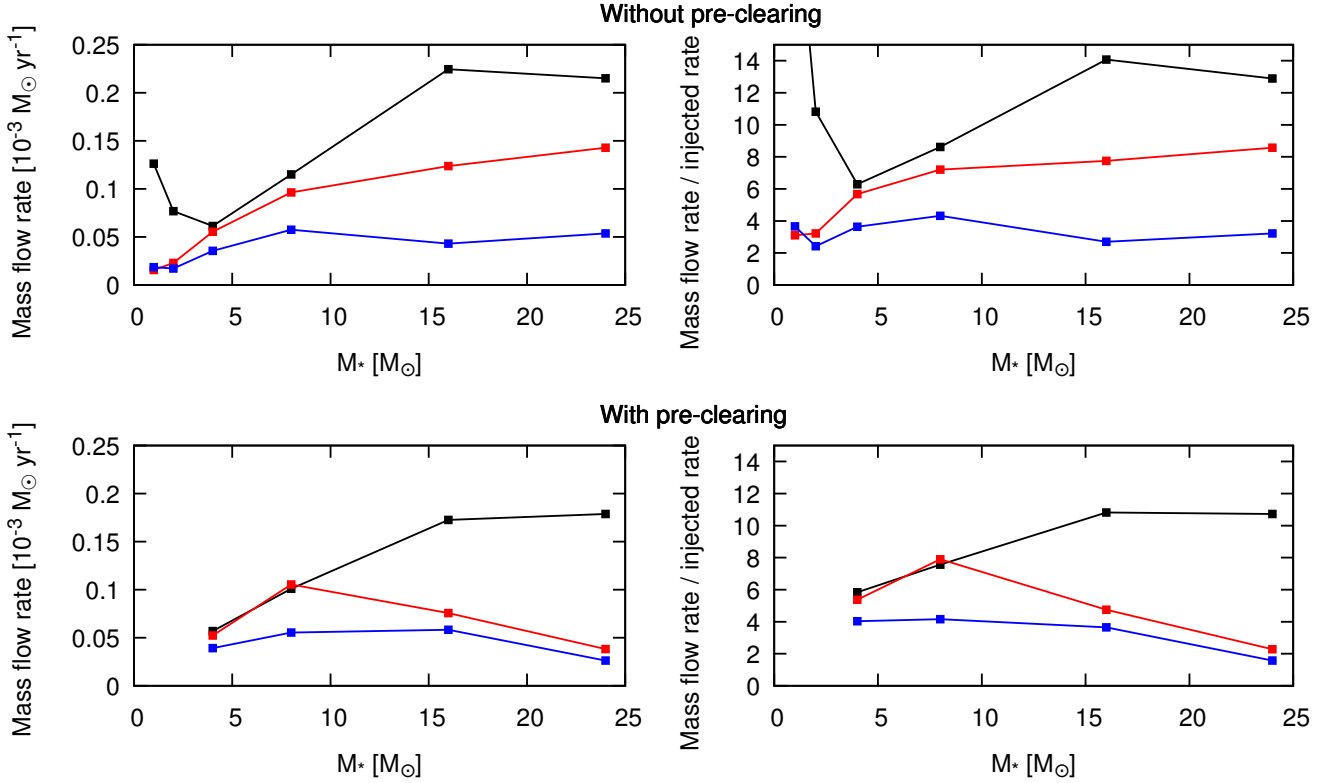 Without pre-clearing
Mass flow rate [10⁻³ M☉ yr⁻¹]
0.25
0.2
0.15
0.1
0.05
0
0 5 10 15 20 25
M* [M☉]
Mass flow rate / injected rate
14
12
10
8
6
4
2
0
0 5 10 15 20 25
M* [M☉]
With pre-clearing
Mass flow rate [10⁻³ M☉ yr⁻¹]
0.25
0.2
0.15
0.1
0.05
0
0 5 10 15 20 25
M* [M☉]
Mass flow rate / injected rate
14
12
10
8
6
4
2
0
0 5 10 15 20 25
M* [M☉]